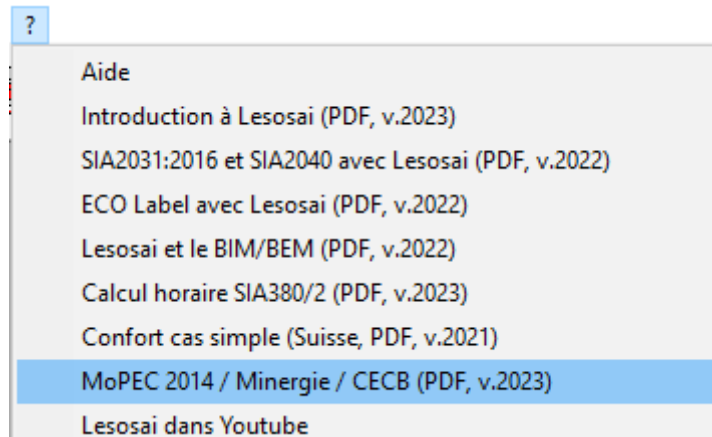 ?
Aide
Introduction à Lesosai (PDF, v.2023)
SIA2031:2016 et SIA2040 avec Lesosai (PDF, v.2022)
ECO Label avec Lesosai (PDF, v.2022)
Lesosai et le BIM/BEM (PDF, v.2022)
Calcul horaire SIA380/2 (PDF, v.2023)
Confort cas simple (Suisse, PDF, v.2021)
MoPEC 2014 / Minergie / CECB (PDF, v.2023)
Lesosai dans Youtube